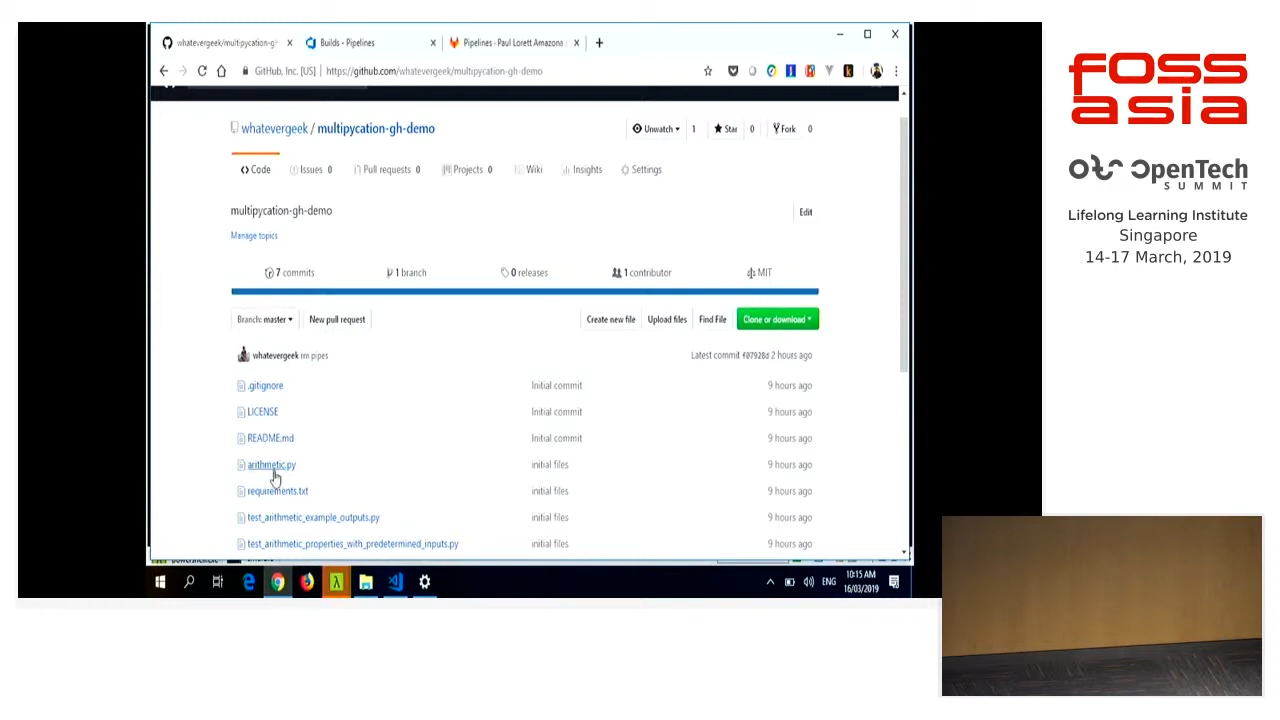 whatevergeek/multipycation-gh
Builds - Pipelines
Pipelines - Paul Lorett Amazona
GitHub, Inc. [US]
https://github.com/whatevergeek/multipycation-gh-demo
whatevergeek / multipycation-gh-demo
Unwatch 1
Star 0
Fork 0
Code
Issues 0
Pull requests 0
Projects 0
Wiki
Insights
Settings
multipycation-gh-demo
Edit
Manage topics
7 commits
1 branch
0 releases
1 contributor
MIT
Branch: master
New pull request
Create new file
Upload files
Find File
Clone or download
whatevergeek rm pipes
Latest commit f07928d 2 hours ago
.gitignore Initial commit 9 hours ago
LICENSE Initial commit 9 hours ago
README.md Initial commit 9 hours ago
arithmetic.py initial files 9 hours ago
requirements.txt initial files 9 hours ago
test_arithmetic_example_outputs.py initial files 9 hours ago
test_arithmetic_properties_with_predetermined_inputs.py initial files 9 hours ago
ENG
10:15 AM
16/03/2019
FOSS
asia
OpenTech
SUMMIT
Lifelong Learning Institute
Singapore
14-17 March, 2019